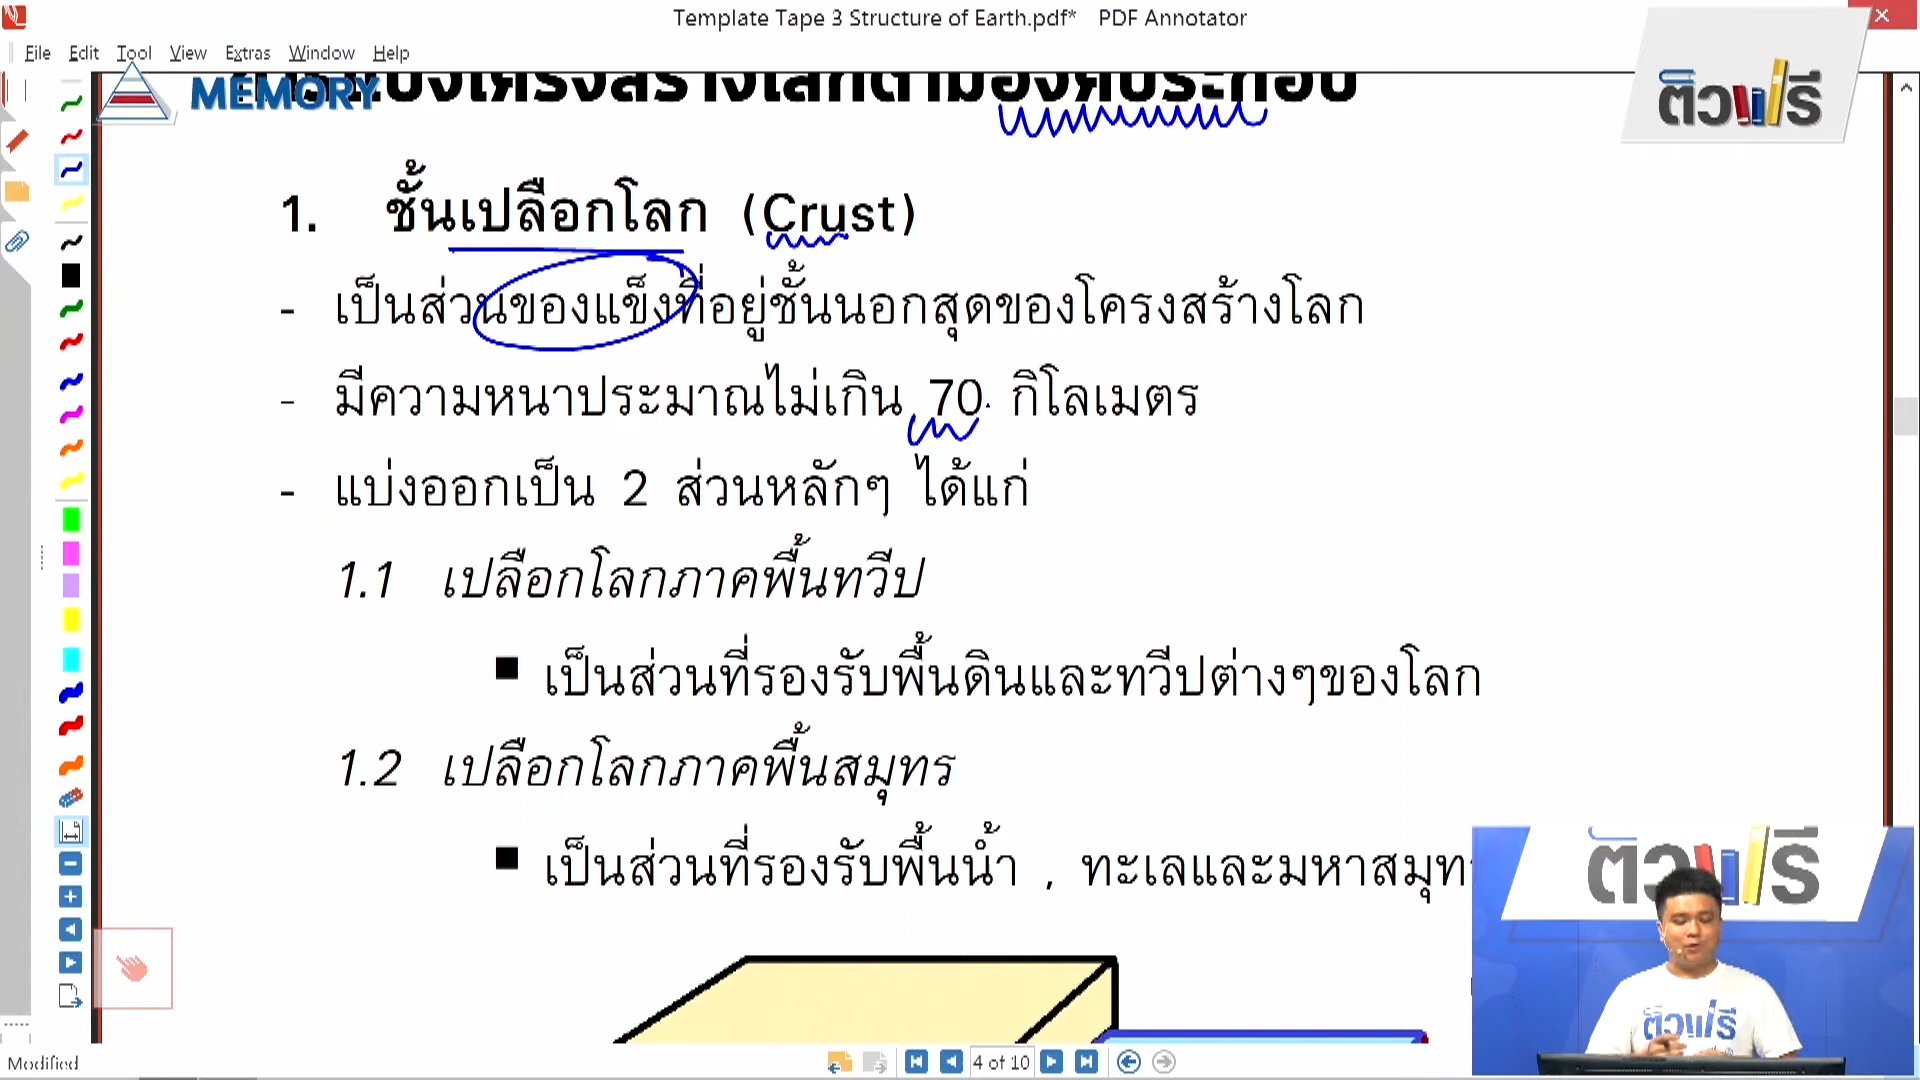 Template Tape 3 Structure of Earth.pdf* PDF Annotator
File Edit Tool View Extras Window Help
MEMORY
ติวฟรี
1. ชั้นเปลือกโลก (Crust)
- เป็นส่วนของแข็งที่อยู่ชั้นนอกสุดของโครงสร้างโลก
- มีความหนาประมาณไม่เกิน 70 กิโลเมตร
- แบ่งออกเป็น 2 ส่วนหลักๆ ได้แก่
1.1 เปลือกโลกภาคพื้นทวีป
■ เป็นส่วนที่รองรับพื้นดินและทวีปต่างๆของโลก
1.2 เปลือกโลกภาคพื้นสมุทร
■ เป็นส่วนที่รองรับพื้นน้ำ , ทะเลและมหาสมุท
ติวฟรี
ติวฟรี
Modified
4 of 10